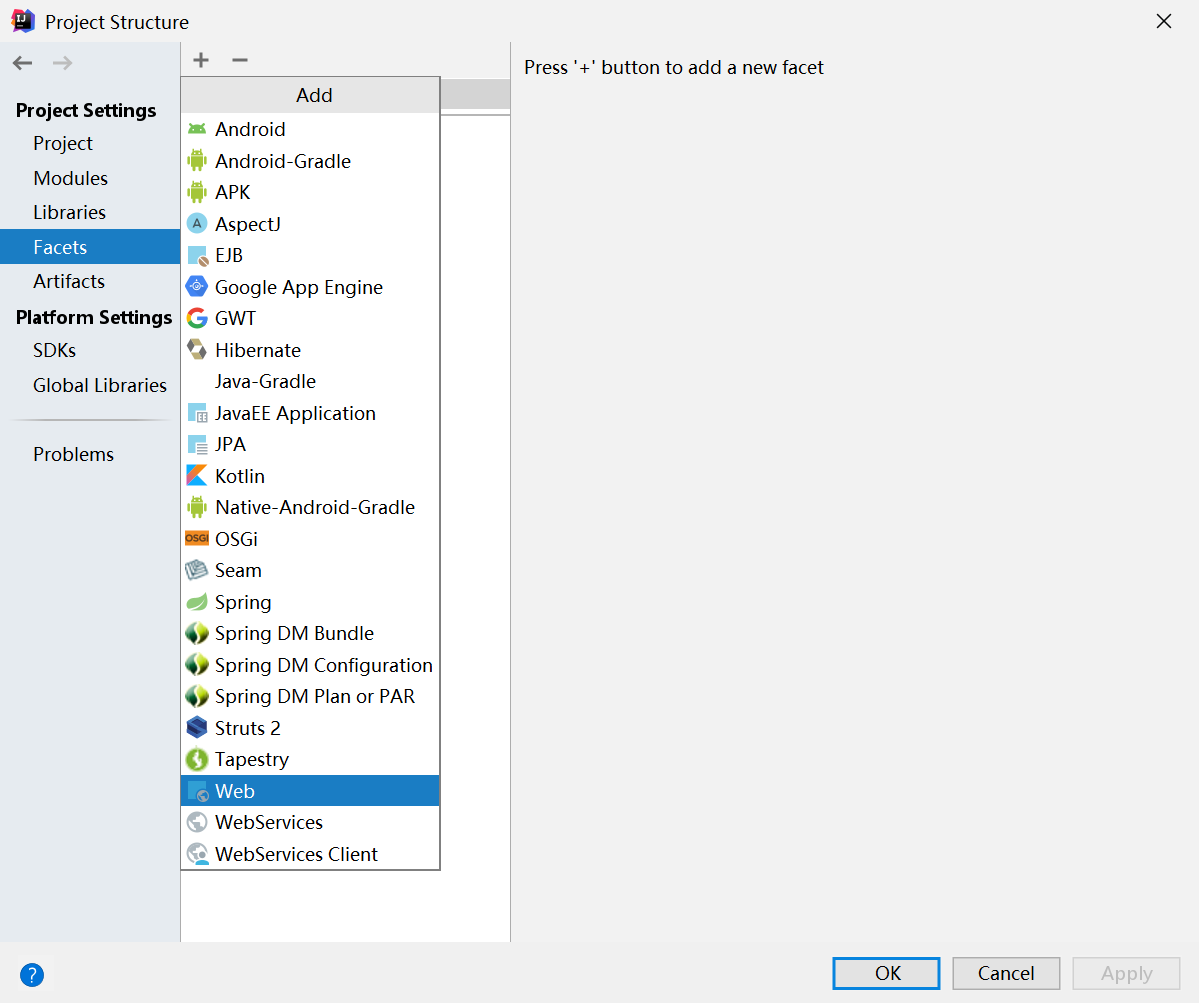 Project Structure
Project Settings
Project
Modules
Libraries
Facets
Artifacts
Platform Settings
SDKs
Global Libraries
Problems
Add
Android
Android-Gradle
APK
A AspectJ
EJB
Google App Engine
GWT
Hibernate
Java-Gradle
JavaEE Application
JPA
Kotlin
Native-Android-Gradle
OSGi OSGi
Seam
Spring
Spring DM Bundle
Spring DM Configuration
Spring DM Plan or PAR
Struts 2
Tapestry
Web
WebServices
WebServices Client
Press '+' button to add a new facet
?
OK
Cancel
Apply